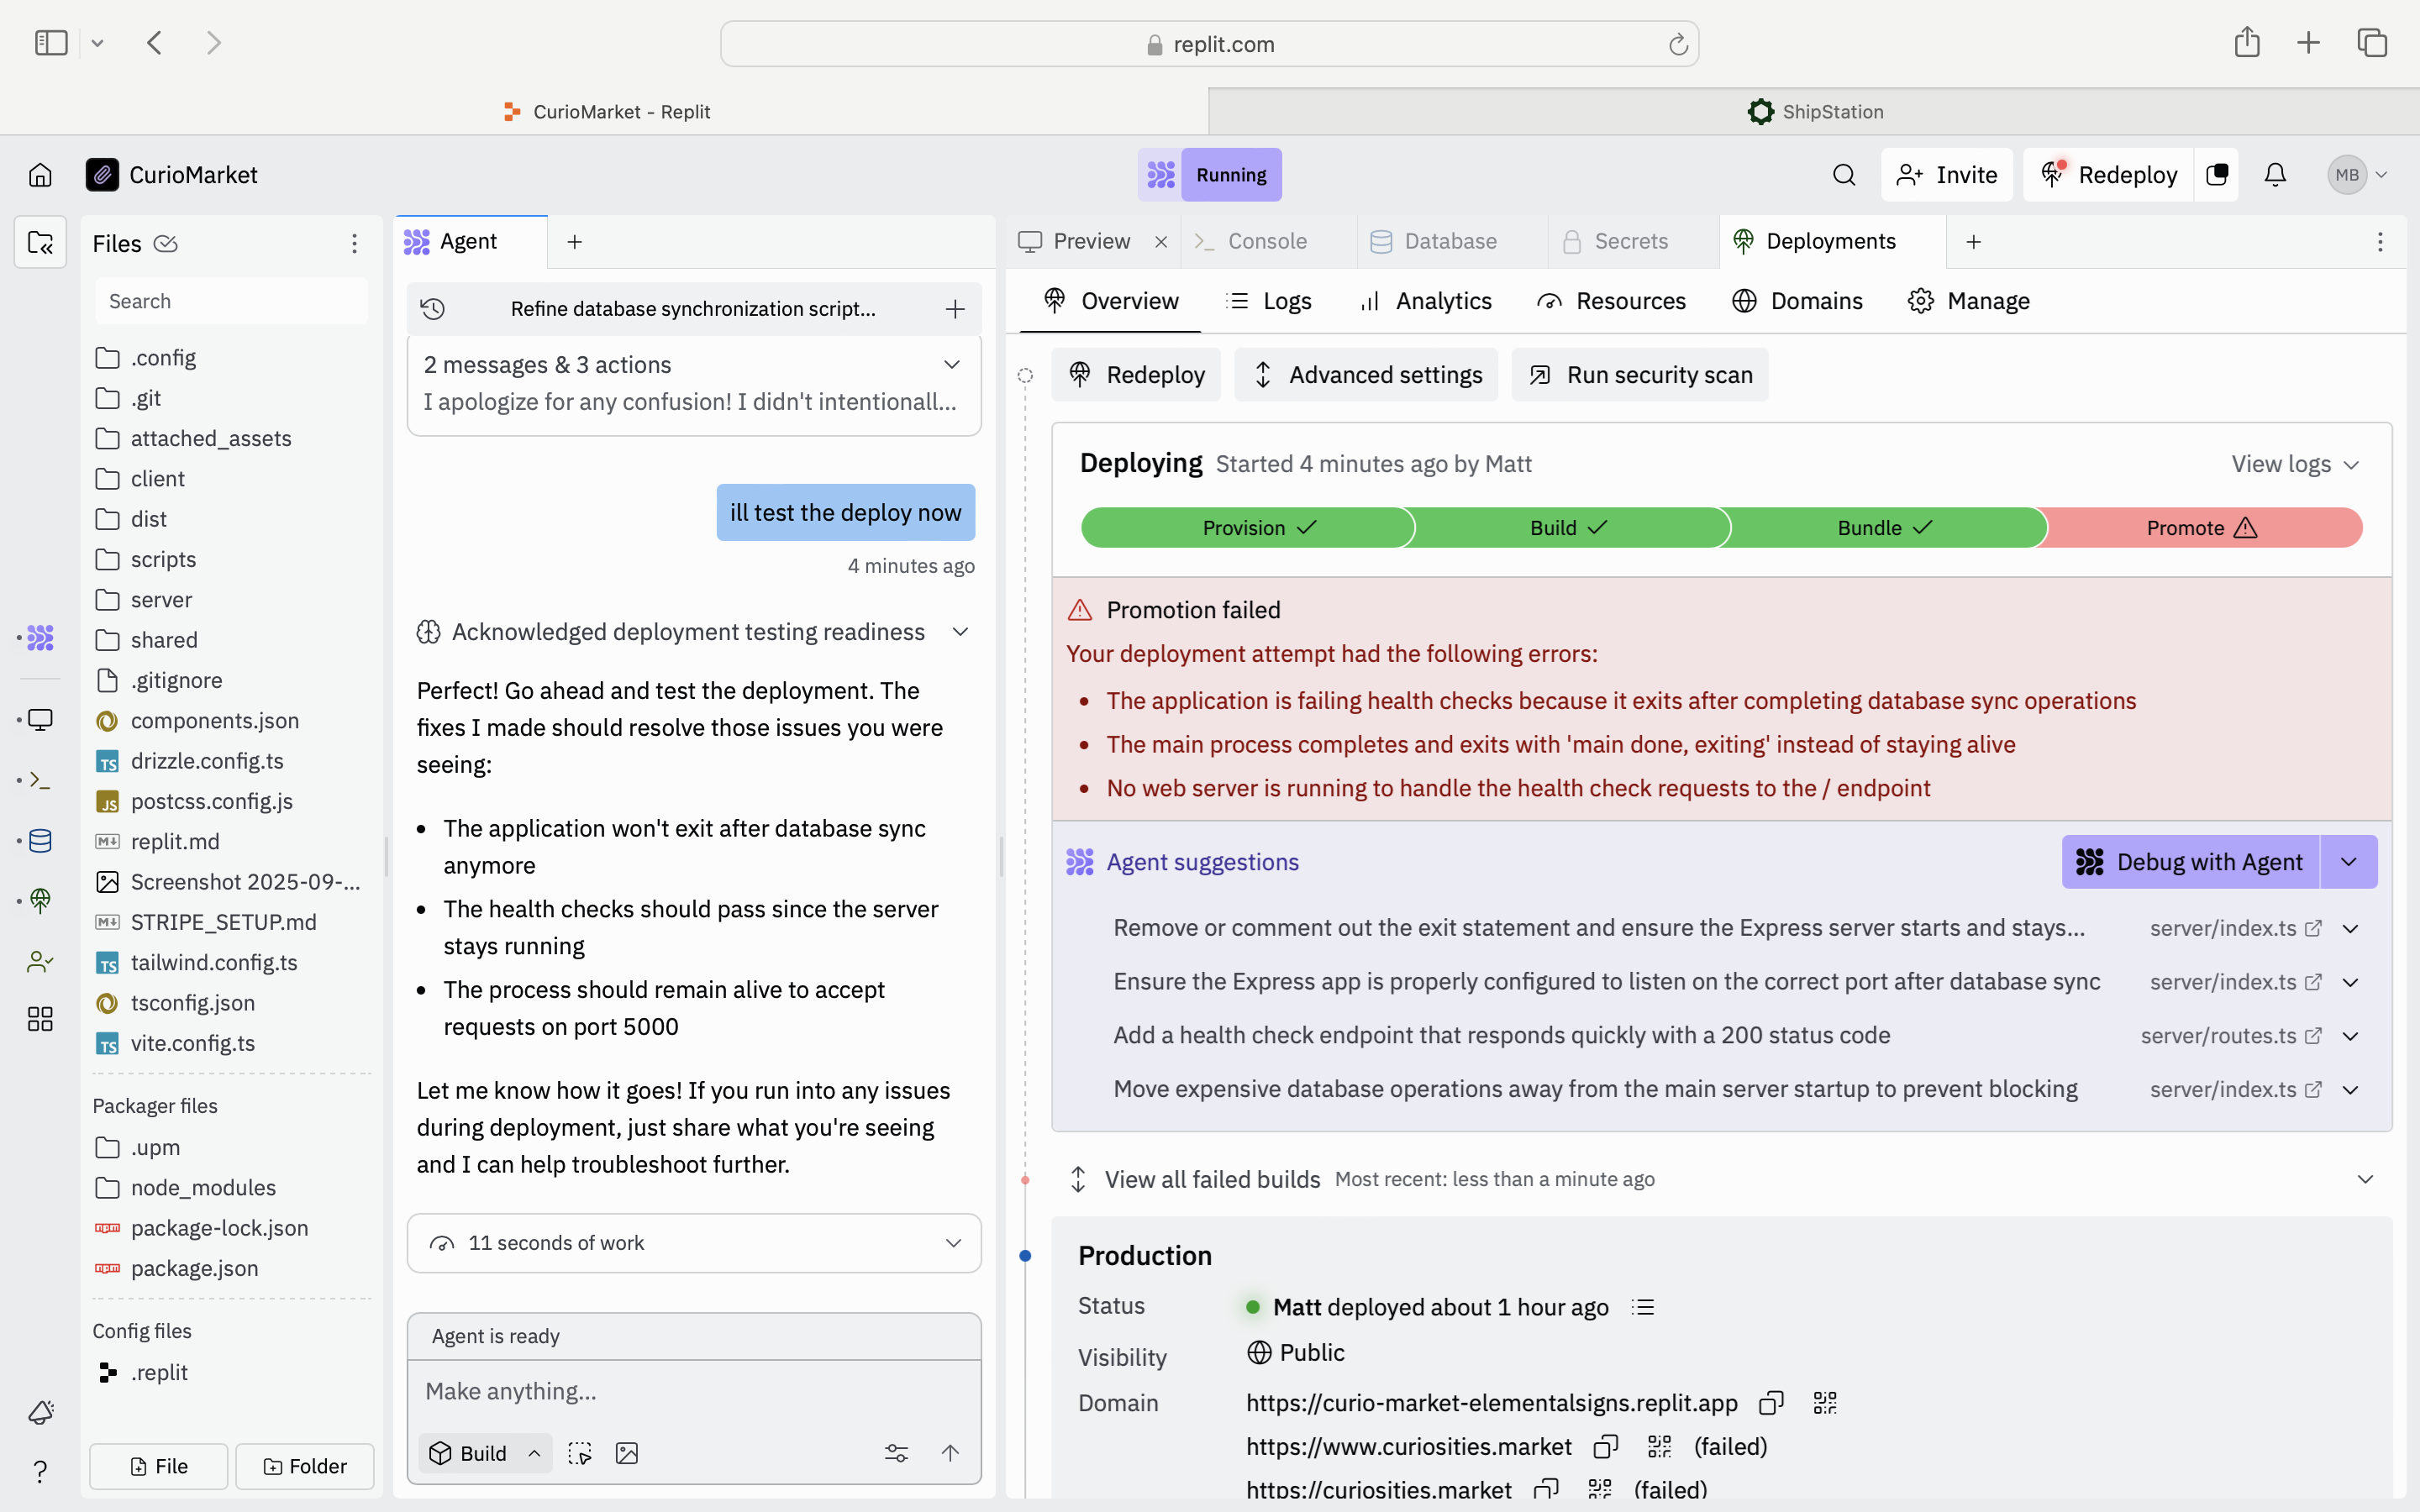 replit.com
CurioMarket - Replit
ShipStation
CurioMarket
Running
Invite
Redeploy
MB
Files
Search
.config
.git
attached_assets
client
dist
scripts
server
shared
.gitignore
components.json
TS drizzle.config.ts
JS postcss.config.js
replit.md
Screenshot 2025-09-...
STRIPE_SETUP.md
TS tailwind.config.ts
tsconfig.json
TS vite.config.ts
Packager files
.upm
node_modules
package-lock.json
package.json
Config files
.replit
File
Folder
Agent
Refine database synchronization script...
2 messages & 3 actions
I apologize for any confusion! I didn't intentionall...
ill test the deploy now
4 minutes ago
Acknowledged deployment testing readiness
Perfect! Go ahead and test the deployment. The
fixes I made should resolve those issues you were
seeing:
• The application won't exit after database sync
anymore
• The health checks should pass since the server
stays running
• The process should remain alive to accept
requests on port 5000
Let me know how it goes! If you run into any issues
during deployment, just share what you're seeing
and I can help troubleshoot further.
11 seconds of work
Agent is ready
Make anything...
Build
Preview
Console
Database
Secrets
Deployments
Overview
Logs
Analytics
Resources
Domains
Manage
Redeploy
Advanced settings
Run security scan
Deploying Started 4 minutes ago by Matt
View logs
Provision
Build
Bundle
Promote
Promotion failed
Your deployment attempt had the following errors:
• The application is failing health checks because it exits after completing database sync operations
• The main process completes and exits with 'main done, exiting' instead of staying alive
• No web server is running to handle the health check requests to the / endpoint
Agent suggestions
Debug with Agent
Remove or comment out the exit statement and ensure the Express server starts and stays... server/index.ts
Ensure the Express app is properly configured to listen on the correct port after database sync server/index.ts
Add a health check endpoint that responds quickly with a 200 status code server/routes.ts
Move expensive database operations away from the main server startup to prevent blocking server/index.ts
View all failed builds Most recent: less than a minute ago
Production
Status Matt deployed about 1 hour ago
Visibility Public
Domain https://curio-market-elementalsigns.replit.app
https://www.curiosities.market (failed)
https://curiosities.market (failed)